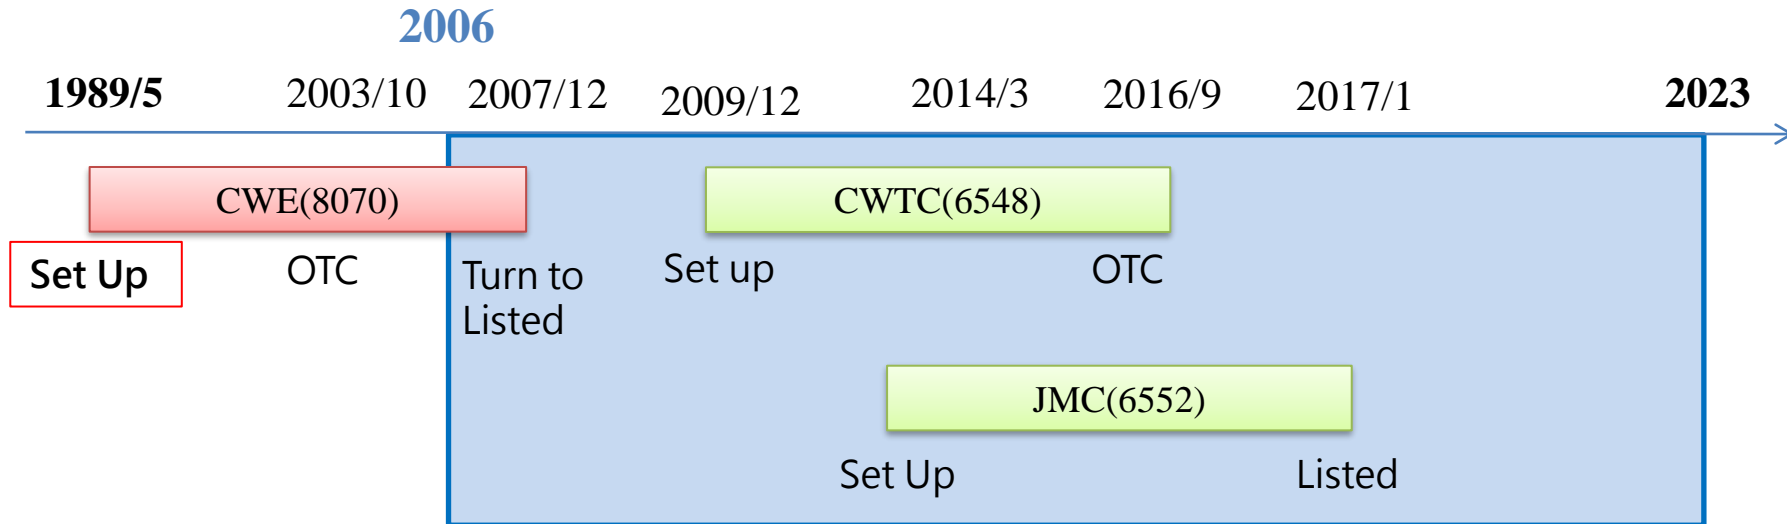 2006
1989/5 2003/10 2007/12 2009/12 2014/3 2016/9 2017/1 2023
CWE(8070) CWTC(6548)
Set Up OTC Turn to Set up OTC
Listed
JMC(6552)
Set Up Listed